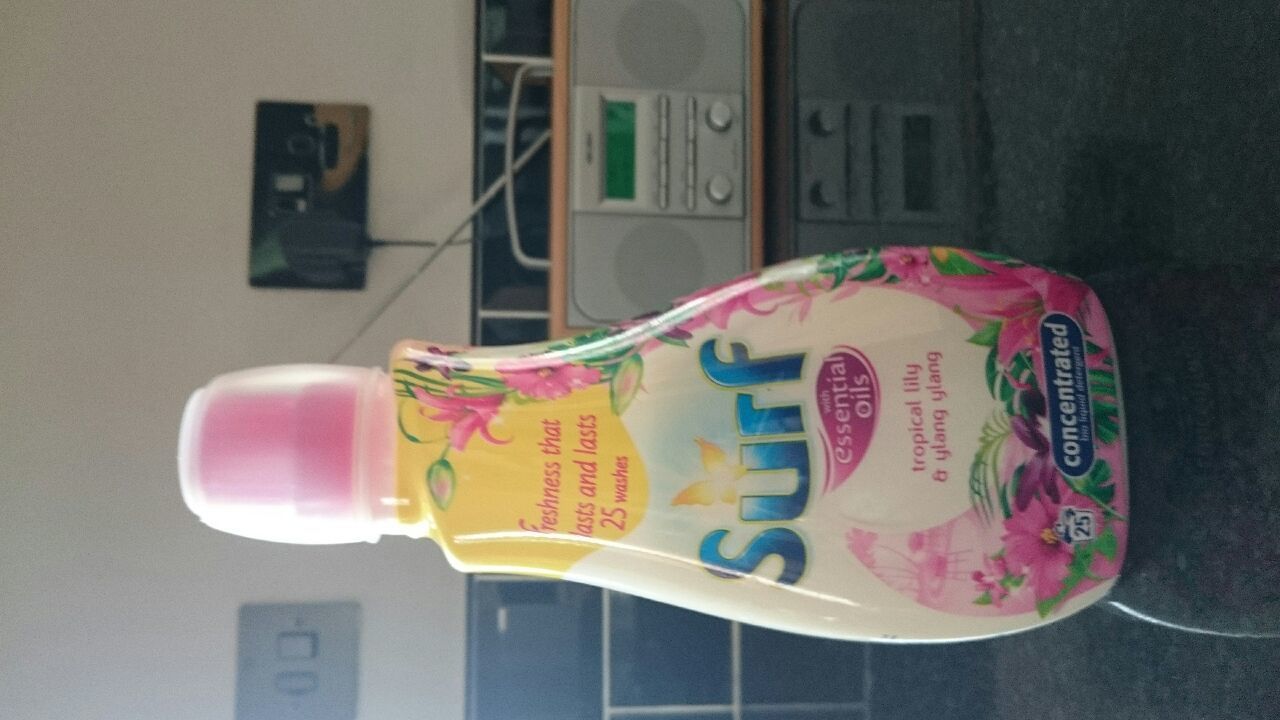 freshness that
lasts and lasts
25 washes
Surf
with
essential
oils
tropical lily
& ylang ylang
concentrated
bio liquid detergent
25